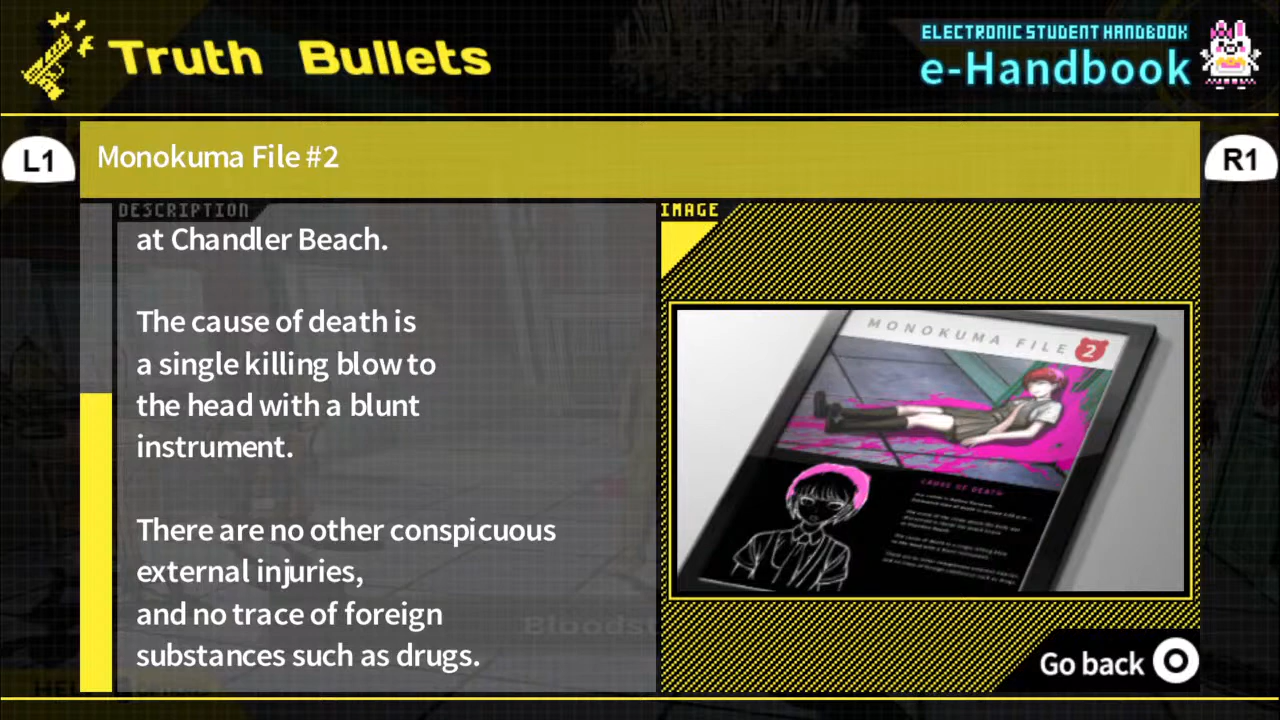 Truth Bullets
ELECTRONIC STUDENT HANDBOOK
e-Handbook
L1
Monokuma File #2
R1
DESCRIPTION
at Chandler Beach.
The cause of death is
a single killing blow to
the head with a blunt
instrument.
There are no other conspicuous
external injuries,
and no trace of foreign
substances such as drugs.
IMAGE
MONOKUMA FILE 2
CAUSE OF DEATH
Go back